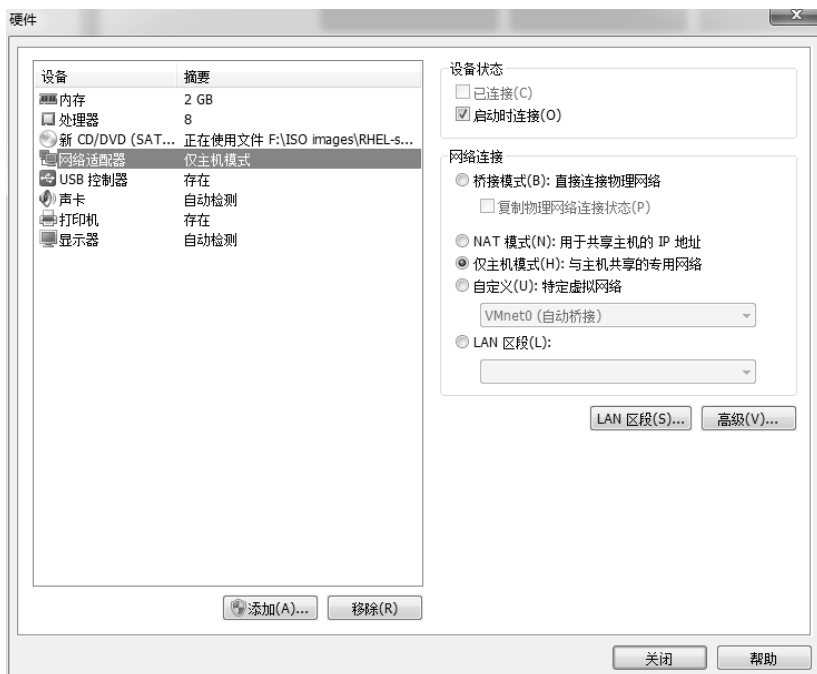 硬件
设备 摘要
内存 2 GB
处理器 8
新 CD/DVD (SAT... 正在使用文件 F:\ISO images\RHEL-s...
网络适配器 仅主机模式
USB 控制器 存在
声卡 自动检测
打印机 存在
显示器 自动检测
添加(A)... 移除(R)
设备状态
已连接(C)
启动时连接(O)
网络连接
桥接模式(B): 直接连接物理网络
复制物理网络连接状态(P)
NAT 模式(N): 用于共享主机的 IP 地址
仅主机模式(H): 与主机共享的专用网络
自定义(U): 特定虚拟网络
VMnet0 (自动桥接)
LAN 区段(L):
LAN 区段(S)... 高级(V)...
关闭 帮助